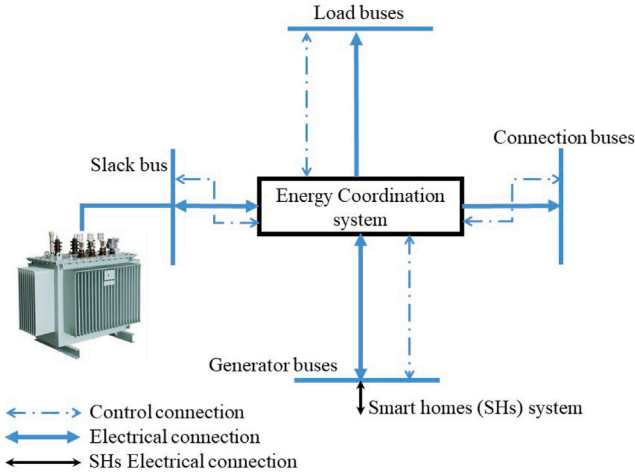 Load buses
Connection buses
Slack bus
Energy Coordination
system
Generator buses
Smart homes (SHs) system
Control connection
Electrical connection
SHs Electrical connection